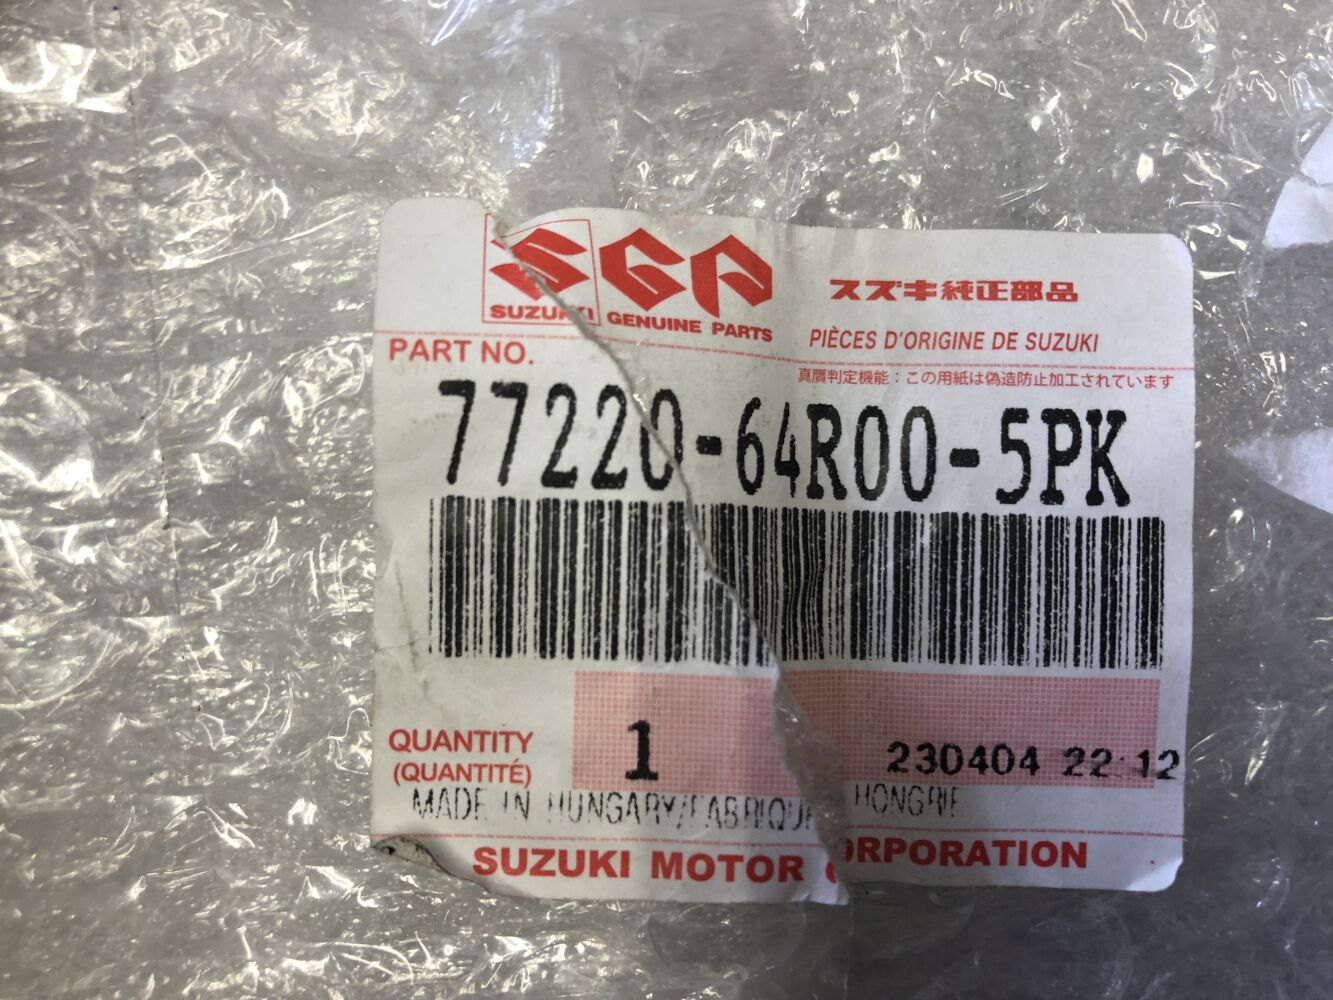 SUZUKI
SGP
GENUINE PARTS
スズキ純正部品
PIÈCES D'ORIGINE DE SUZUKI
PART NO.
真贋判定機能：この用紙は偽造防止加工されています
77220-64R00-5PK
QUANTITY
(QUANTITÉ)
1
230404 22:12
MADE IN HUNGARY/FABRIQUE HONGRIE
SUZUKI MOTOR CORPORATION